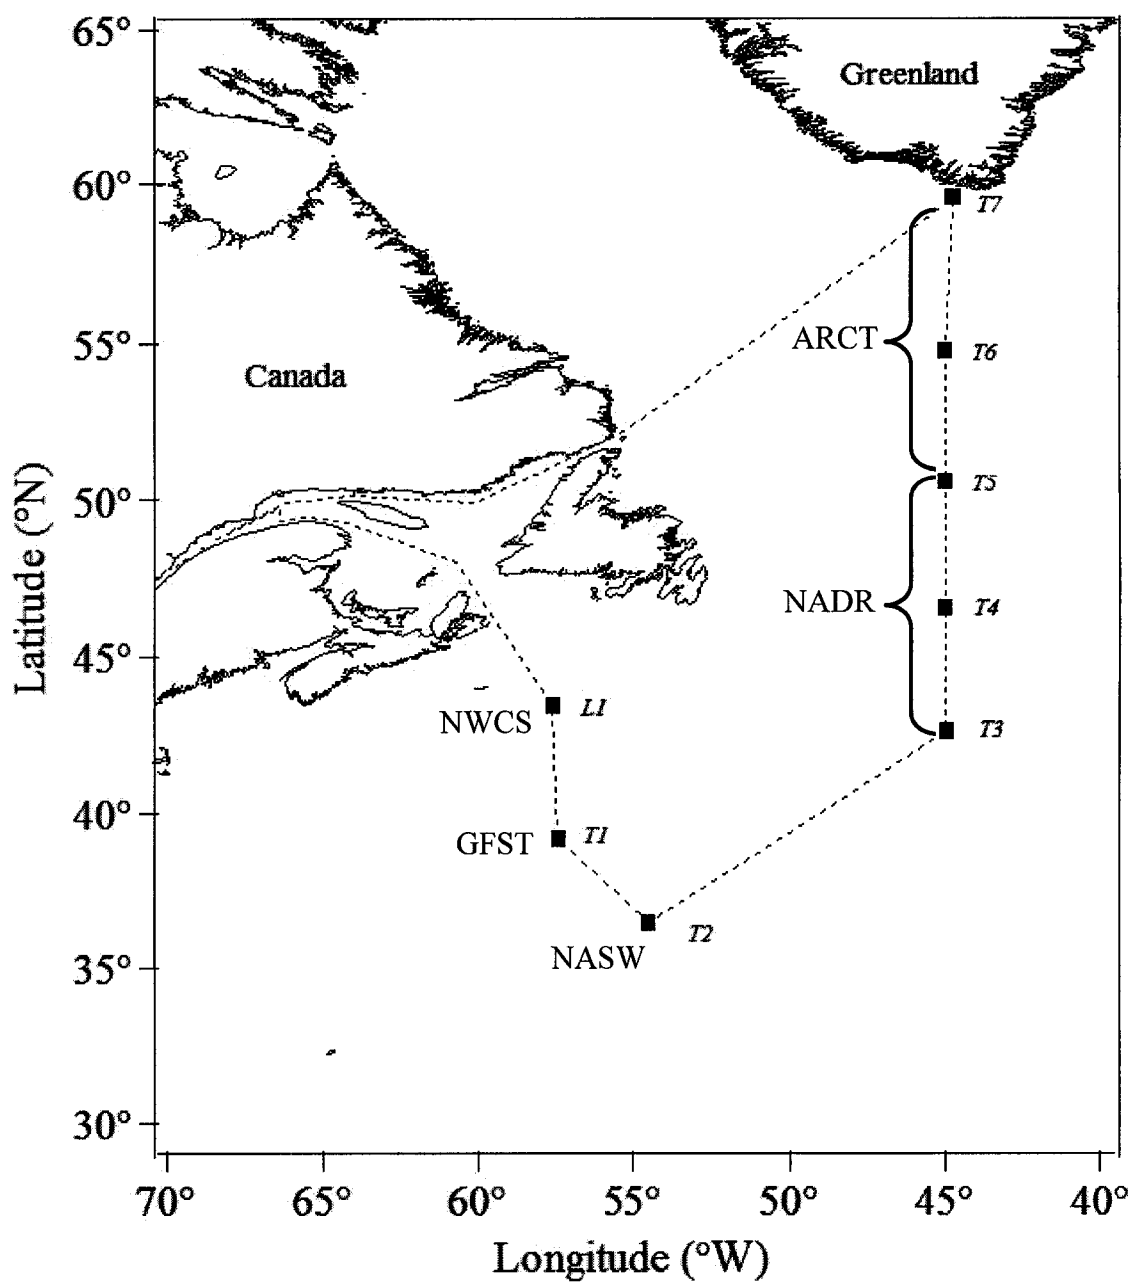 65°
Greenland
60°
T7
55°
ARCT
T6
Canada
50°
T5
Latitude (°N)
NADR
T4
45°
L1
NWCS
T3
40°
T1
GFST
T2
NASW
35°
30°
70° 65° 60° 55° 50° 45° 40°
Longitude (°W)